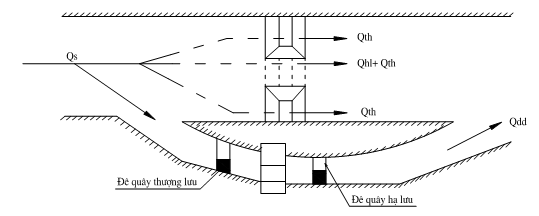 Qth
Qs
Qhl+ Qth
Qth
Qdd
Đê quây thượng lưu
Đê quây hạ lưu